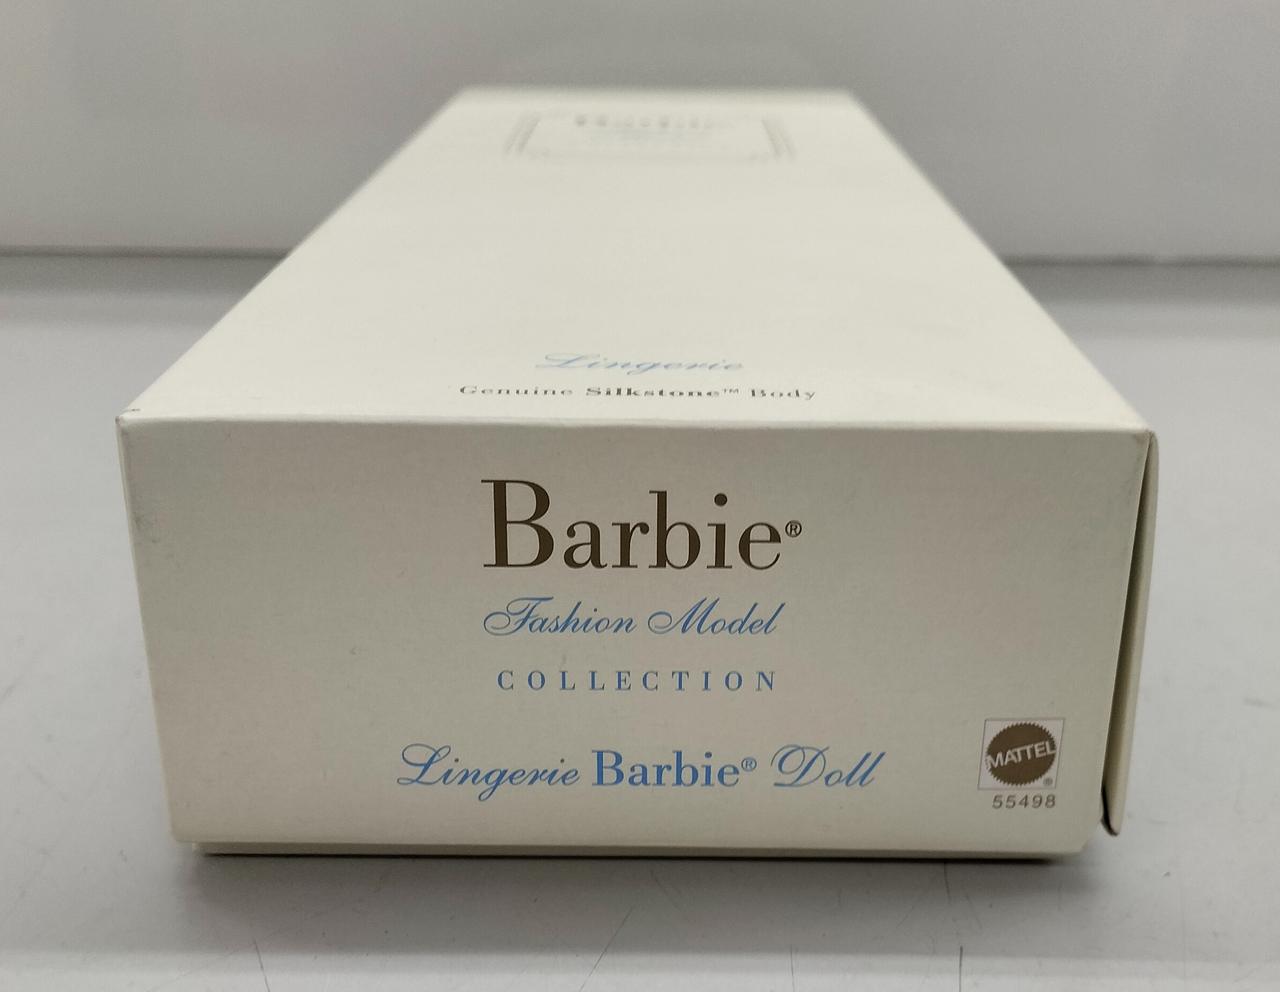 Lingerie
Genuine Silkstone™ Body
Barbie®
Fashion Model
COLLECTION
Lingerie Barbie® Doll
MATTEL
®
55498